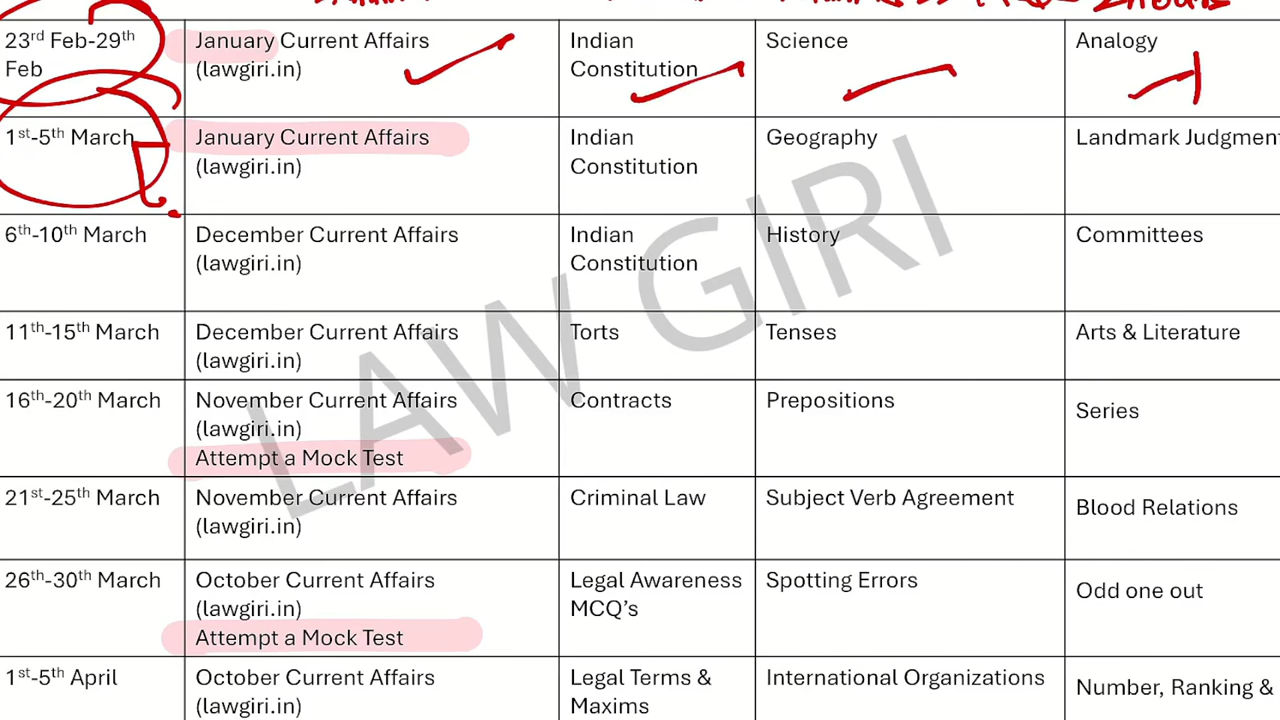 2 hours
23rd Feb-29th
Feb
January Current Affairs
(lawgiri.in)
Indian
Constitution
Science
Analogy
1st-5th March
January Current Affairs
(lawgiri.in)
Indian
Constitution
Geography
Landmark Judgment
6th-10th March
December Current Affairs
(lawgiri.in)
Indian
Constitution
History
Committees
11th-15th March
December Current Affairs
(lawgiri.in)
Torts
Tenses
Arts & Literature
16th-20th March
November Current Affairs
(lawgiri.in)
Attempt a Mock Test
Contracts
Prepositions
Series
21st-25th March
November Current Affairs
(lawgiri.in)
Criminal Law
Subject Verb Agreement
Blood Relations
26th-30th March
October Current Affairs
(lawgiri.in)
Attempt a Mock Test
Legal Awareness
MCQ’s
Spotting Errors
Odd one out
1st-5th April
October Current Affairs
(lawgiri.in)
Legal Terms &
Maxims
International Organizations
Number, Ranking &
LAW GIRI